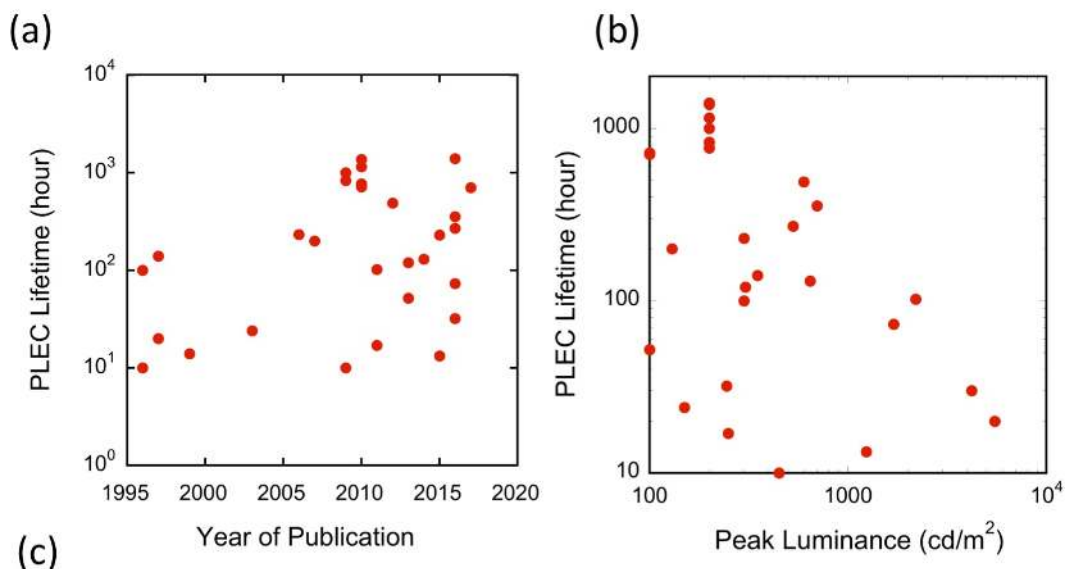 (a)
PLEC Lifetime (hour)
10^4
10^3
10^2
10^1
10^0
1995 2000 2005 2010 2015 2020
Year of Publication
(b)
PLEC Lifetime (hour)
1000
100
10
100 1000 10^4
Peak Luminance (cd/m^2)
(c)